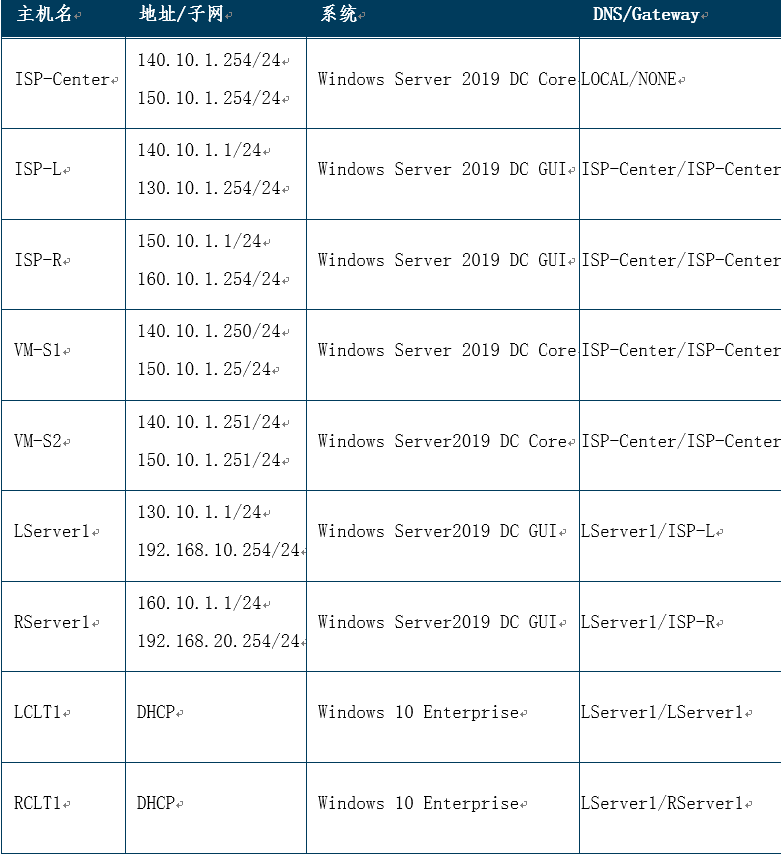 主机名 地址/子网 系统 DNS/Gateway
ISP-Center 140.10.1.254/24 150.10.1.254/24 Windows Server 2019 DC Core LOCAL/NONE
ISP-L 140.10.1.1/24 130.10.1.254/24 Windows Server 2019 DC GUI ISP-Center/ISP-Center
ISP-R 150.10.1.1/24 160.10.1.254/24 Windows Server 2019 DC GUI ISP-Center/ISP-Center
VM-S1 140.10.1.250/24 150.10.1.25/24 Windows Server 2019 DC Core ISP-Center/ISP-Center
VM-S2 140.10.1.251/24 150.10.1.251/24 Windows Server2019 DC Core ISP-Center/ISP-Center
LServer1 130.10.1.1/24 192.168.10.254/24 Windows Server2019 DC GUI LServer1/ISP-L
RServer1 160.10.1.1/24 192.168.20.254/24 Windows Server2019 DC GUI LServer1/ISP-R
LCLT1 DHCP Windows 10 Enterprise LServer1/LServer1
RCLT1 DHCP Windows 10 Enterprise LServer1/RServer1